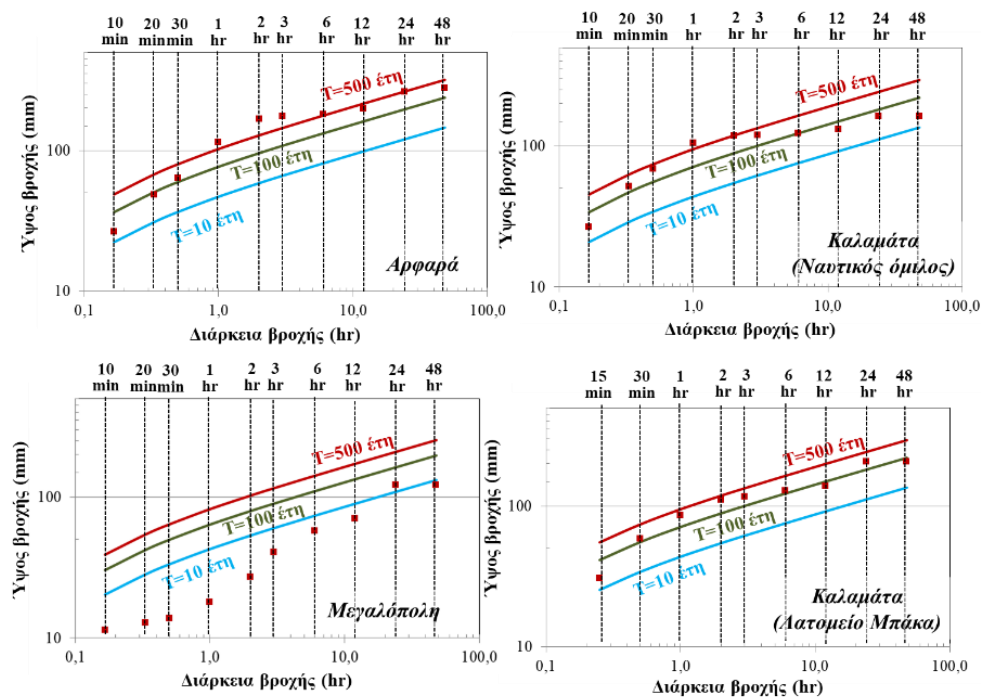 10 20 30 1 2 3 6 12 24 48
min min min hr hr hr hr hr hr hr
Ύψος βροχής (mm)
100
10
T=500 έτη
T=100 έτη
T=10 έτη
Αρφαρά
0,1 1,0 10,0 100,0
Διάρκεια βροχής (hr)
10 20 30 1 2 3 6 12 24 48
min min min hr hr hr hr hr hr hr
Ύψος βροχής (mm)
100
10
T=500 έτη
T=100 έτη
T=10 έτη
Καλαμάτα
(Ναυτικός όμιλος)
0,1 1,0 10,0 100,0
Διάρκεια βροχής (hr)
10 20 30 1 2 3 6 12 24 48
min min min hr hr hr hr hr hr hr
Ύψος βροχής (mm)
100
10
T=500 έτη
T=100 έτη
T=10 έτη
Μεγαλόπολη
0,1 1,0 10,0 100,0
Διάρκεια βροχής (hr)
15 30 1 2 3 6 12 24 48
min min hr hr hr hr hr hr hr
Ύψος βροχής (mm)
100
10
T=500 έτη
T=100 έτη
T=10 έτη
Καλαμάτα
(Λατομείο Μπάκα)
0,1 1,0 10,0 100,0
Διάρκεια βροχής (hr)